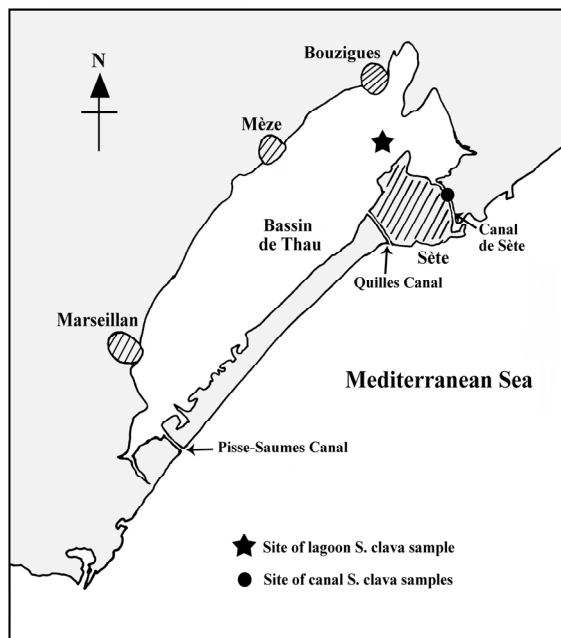 Bouzigues
N
Mèze
Bassin
de Thau
Canal
de Sète
Sète
Quilles Canal
Marseillan
Mediterranean Sea
Pisse-Saumes Canal
Site of lagoon S. clava sample
Site of canal S. clava samples